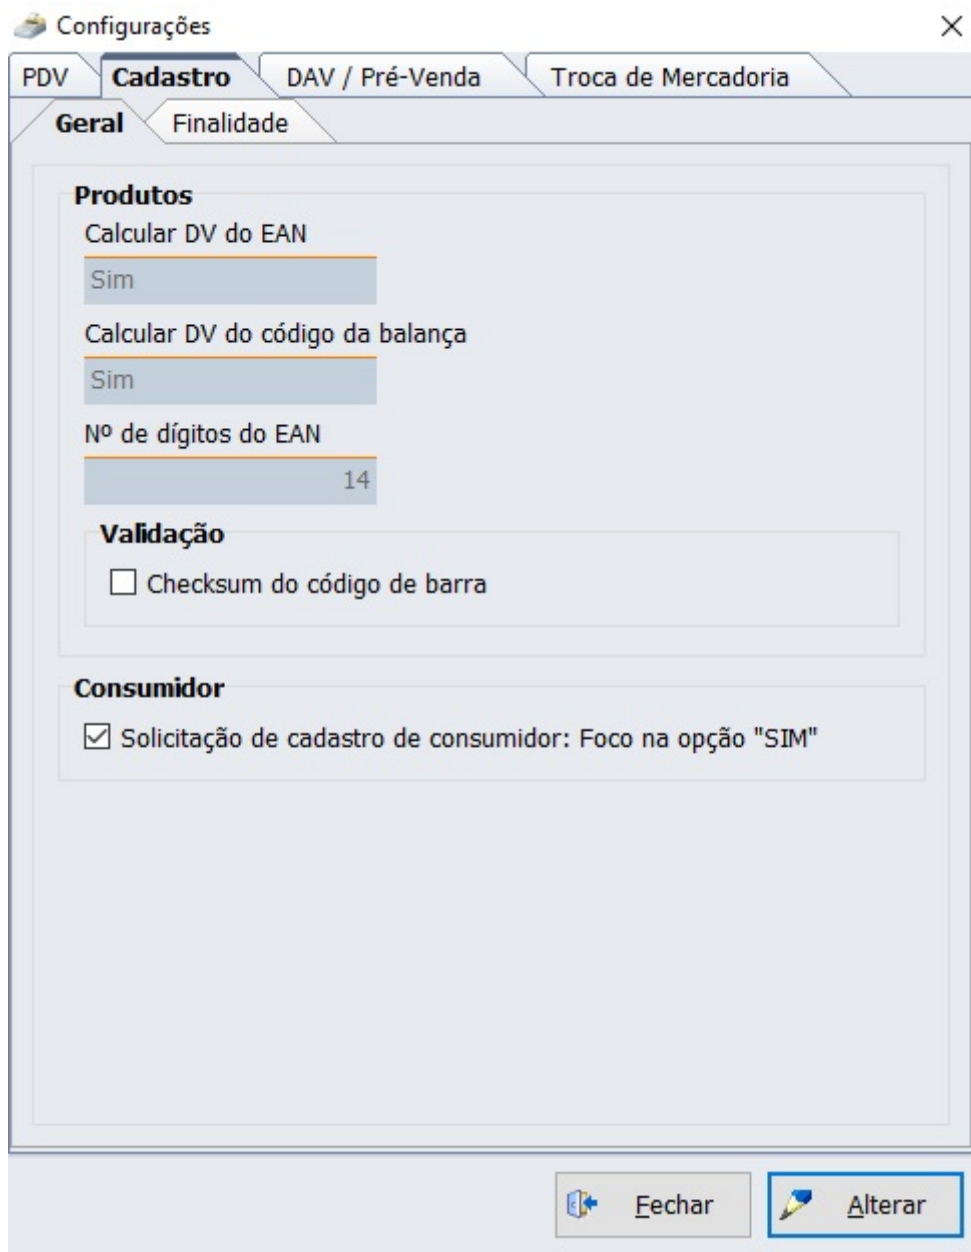 Configurações
PDV Cadastro DAV / Pré-Venda Troca de Mercadoria
Geral Finalidade
Produtos
Calcular DV do EAN
Sim
Calcular DV do código da balança
Sim
Nº de dígitos do EAN
14
Validação
Checksum do código de barra
Consumidor
Solicitação de cadastro de consumidor: Foco na opção "SIM"
Fechar Alterar